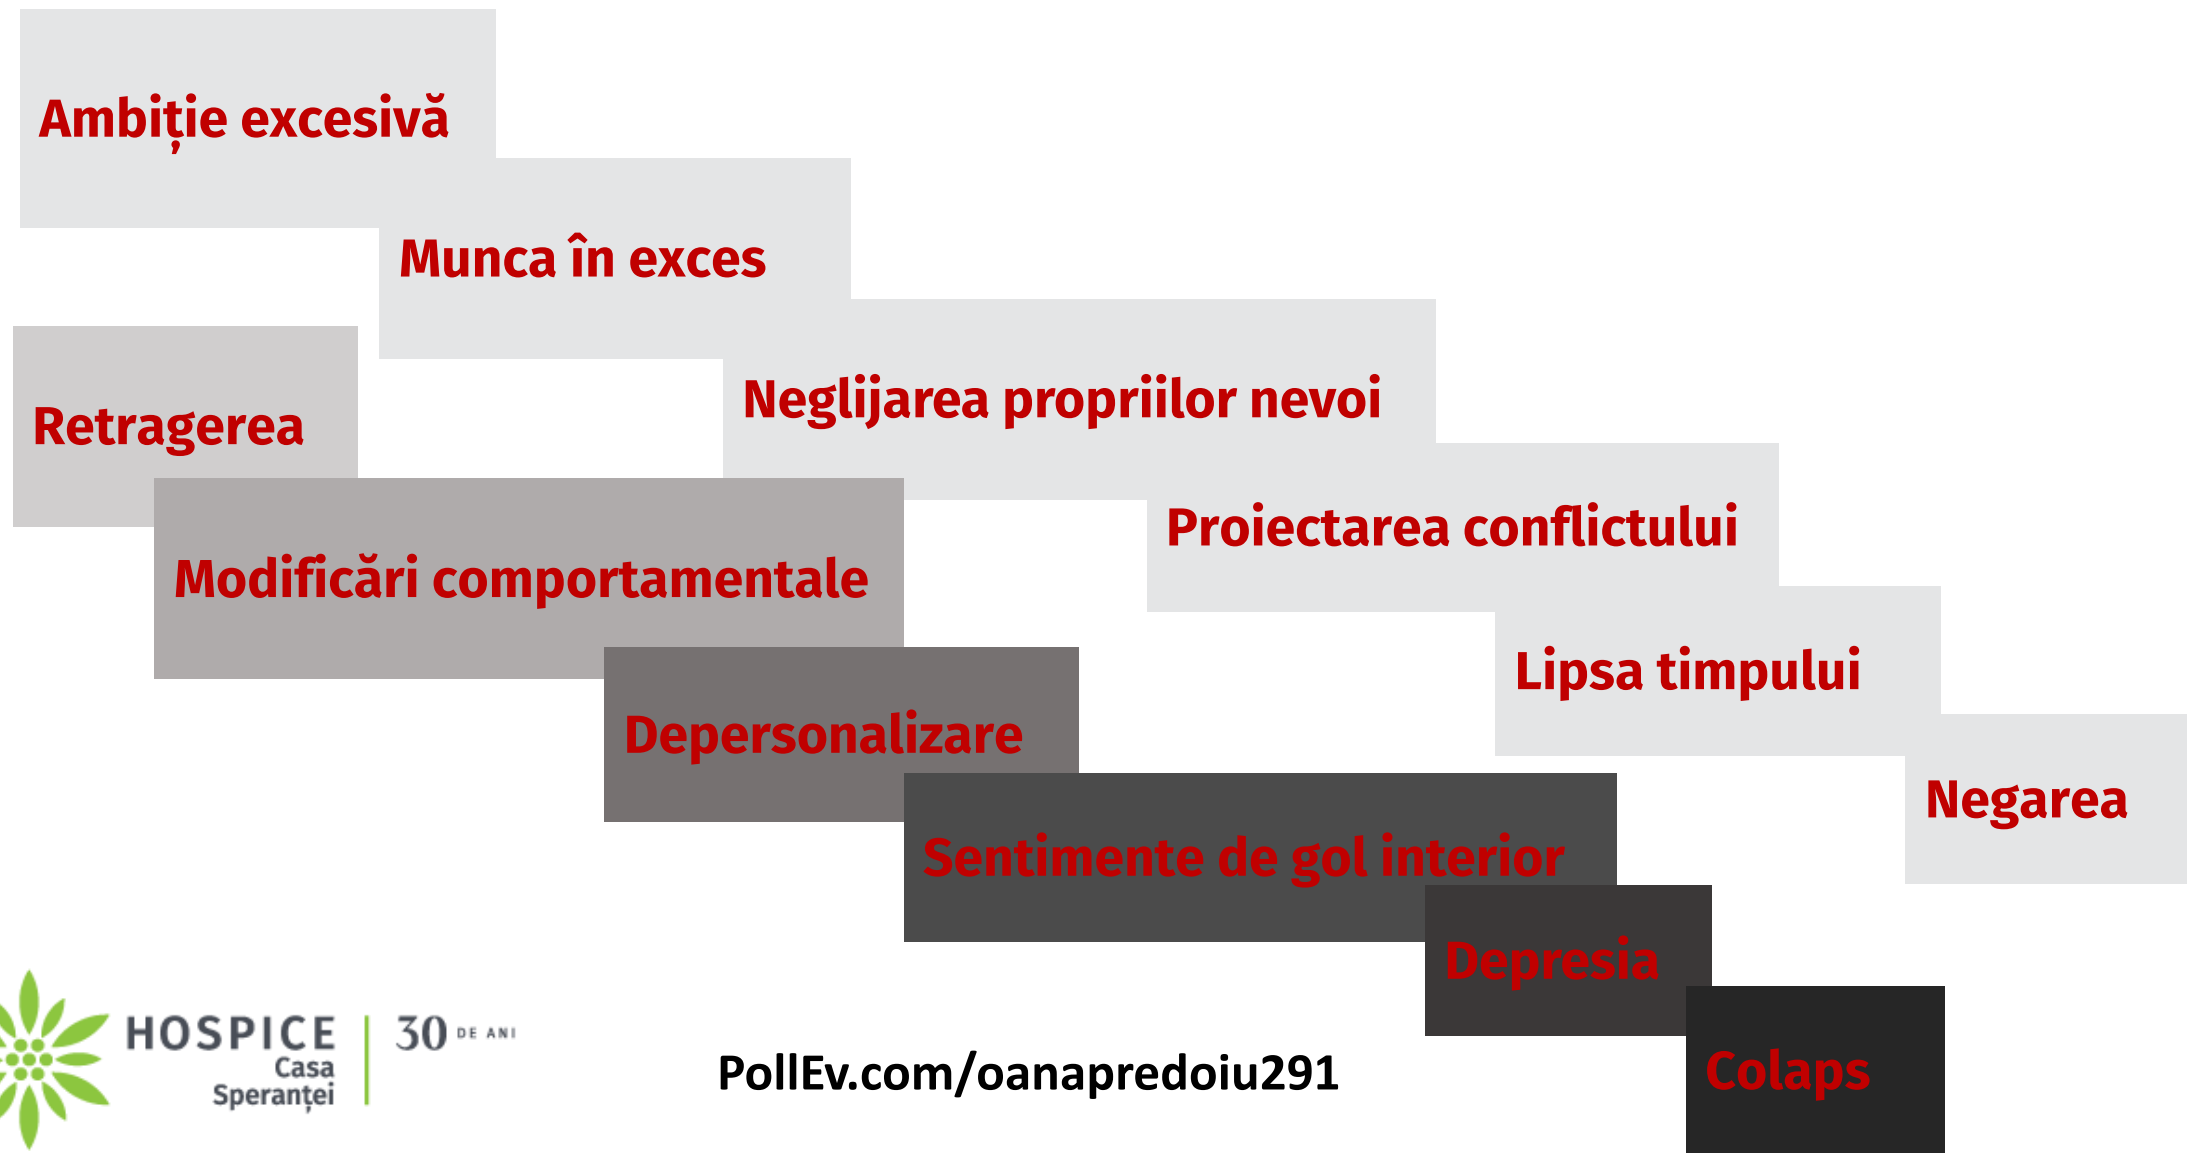 Ambiție excesivă
Munca în exces
Neglijarea propriilor nevoi
Proiectarea conflictului
Lipsa timpului
Negarea
Retragerea
Modificări comportamentale
Depersonalizare
Sentimente de gol interior
Depresia
Colaps
HOSPICE
Casa
Speranței
30 DE ANI
PollEv.com/oanapredoiu291